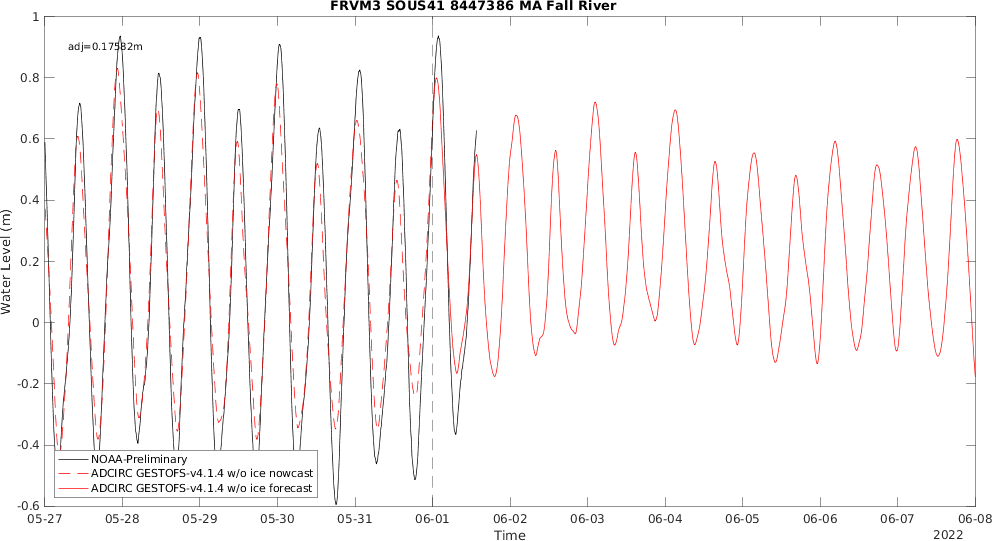 FRVM3 SOUS41 8447386 MA Fall River
adj=0.17582m
Water Level (m)
1
0.8
0.6
0.4
0.2
0
-0.2
-0.4
-0.6
NOAA-Preliminary
ADCIRC GESTOFS-v4.1.4 w/o ice nowcast
ADCIRC GESTOFS-v4.1.4 w/o ice forecast
05-27 05-28 05-29 05-30 05-31 06-01 06-02 06-03 06-04 06-05 06-06 06-07 06-08
Time
2022